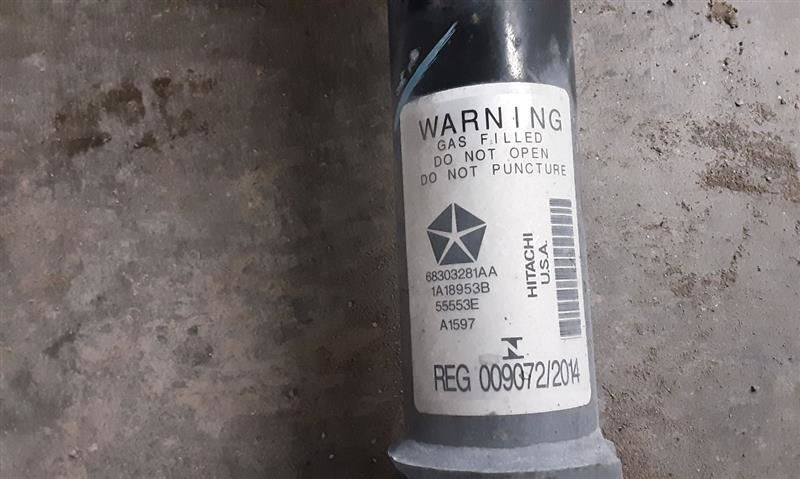 WARNING
GAS FILLED
DO NOT OPEN
DO NOT PUNCTURE
68303281AA
1A18953B
55553E
A1597
HITACHI
U.S.A.
REG 009072/2014